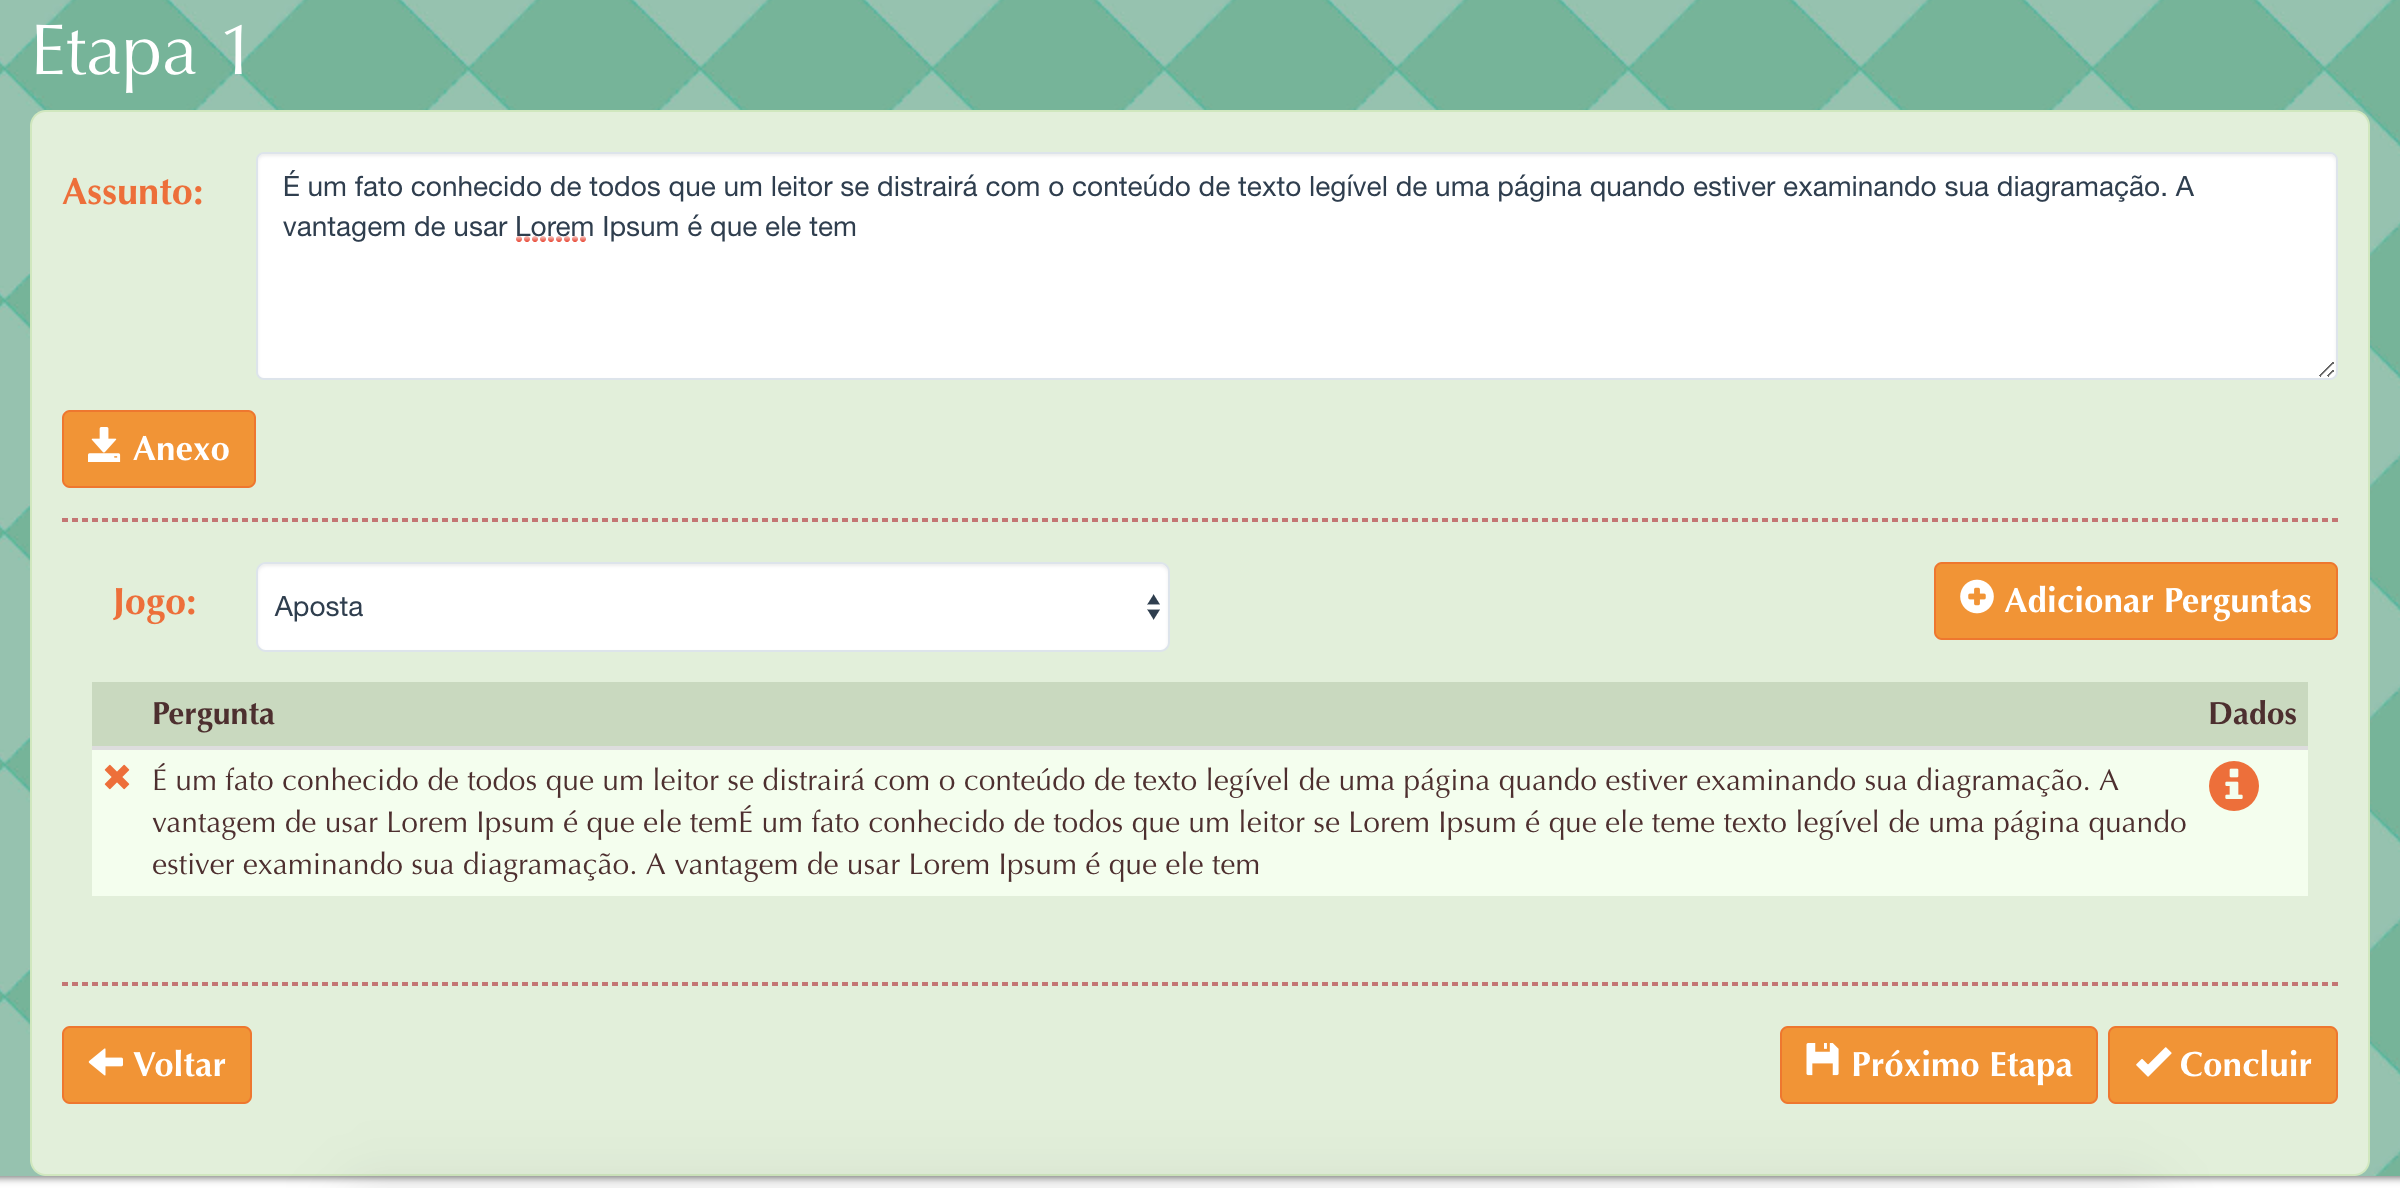 Etapa 1
Assunto:
É um fato conhecido de todos que um leitor se distrairá com o conteúdo de texto legível de uma página quando estiver examinando sua diagramação. A
vantagem de usar Lorem Ipsum é que ele tem
Anexo
Jogo:
Aposta
Adicionar Perguntas
Pergunta
Dados
É um fato conhecido de todos que um leitor se distrairá com o conteúdo de texto legível de uma página quando estiver examinando sua diagramação. A
vantagem de usar Lorem Ipsum é que ele temÉ um fato conhecido de todos que um leitor se Lorem Ipsum é que ele teme texto legível de uma página quando
estiver examinando sua diagramação. A vantagem de usar Lorem Ipsum é que ele tem
Voltar
Próximo Etapa
Concluir